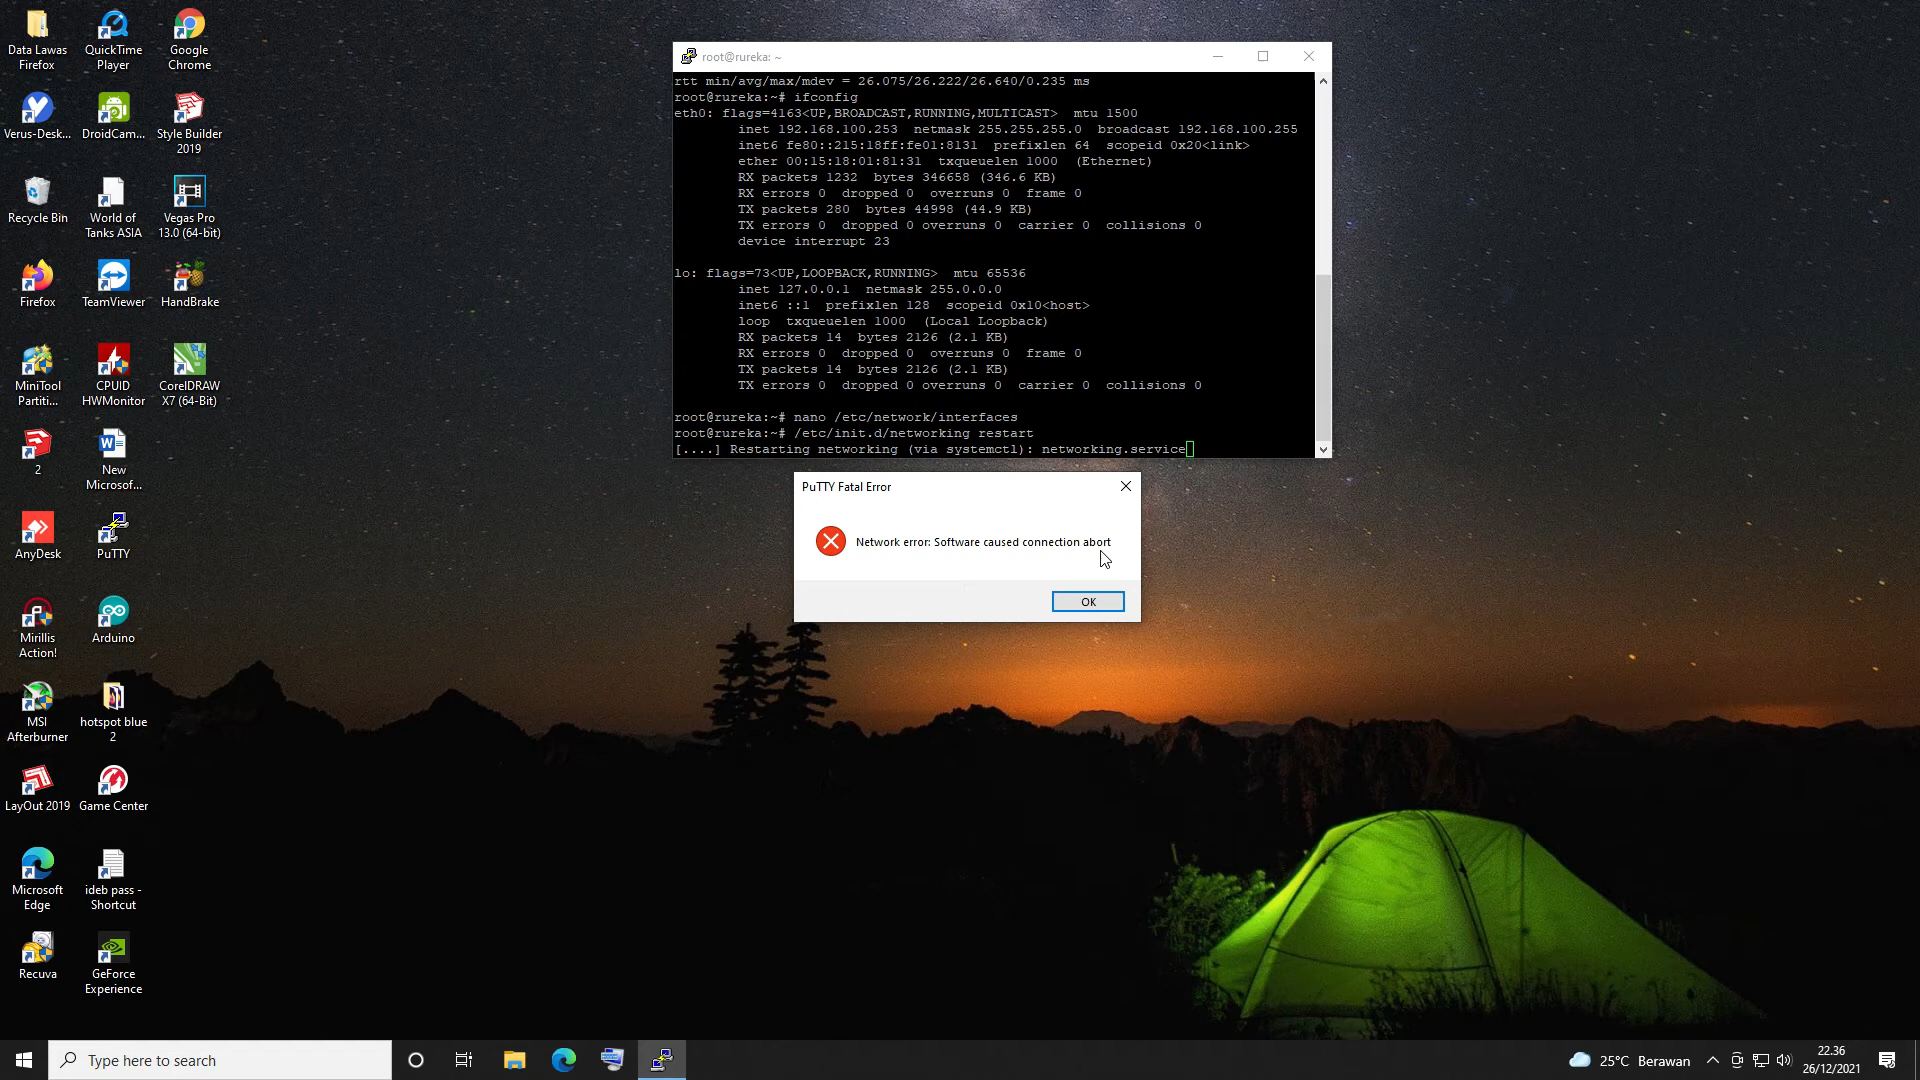 Data Lawas
Firefox
QuickTime
Player
Google
Chrome
Verus-Desk...
DroidCam...
Style Builder
2019
Recycle Bin
World of
Tanks ASIA
Vegas Pro
13.0 (64-bit)
Firefox
TeamViewer
HandBrake
MiniTool
Partiti...
CPUID
HWMonitor
CorelDRAW
X7 (64-Bit)
2
New
Microsof...
AnyDesk
PuTTY
Mirillis
Action!
Arduino
MSI
Afterburner
hotspot blue
2
LayOut 2019
Game Center
Microsoft
Edge
ideb pass -
Shortcut
Recuva
GeForce
Experience
root@rureka: ~
rtt min/avg/max/mdev = 26.075/26.222/26.640/0.235 ms
root@rureka:~# ifconfig
eth0: flags=4163<UP,BROADCAST,RUNNING,MULTICAST>  mtu 1500
inet 192.168.100.253  netmask 255.255.255.0  broadcast 192.168.100.255
inet6 fe80::215:18ff:fe01:8131  prefixlen 64  scopeid 0x20<link>
ether 00:15:18:01:81:31  txqueuelen 1000  (Ethernet)
RX packets 1232  bytes 346658 (346.6 KB)
RX errors 0  dropped 0  overruns 0  frame 0
TX packets 280  bytes 44998 (44.9 KB)
TX errors 0  dropped 0 overruns 0  carrier 0  collisions 0
device interrupt 23
lo: flags=73<UP,LOOPBACK,RUNNING>  mtu 65536
inet 127.0.0.1  netmask 255.0.0.0
inet6 ::1  prefixlen 128  scopeid 0x10<host>
loop  txqueuelen 1000  (Local Loopback)
RX packets 14  bytes 2126 (2.1 KB)
RX errors 0  dropped 0  overruns 0  frame 0
TX packets 14  bytes 2126 (2.1 KB)
TX errors 0  dropped 0 overruns 0  carrier 0  collisions 0
root@rureka:~# nano /etc/network/interfaces
root@rureka:~# /etc/init.d/networking restart
[....] Restarting networking (via systemctl): networking.service
PuTTY Fatal Error
Network error: Software caused connection abort
OK
Type here to search
25°C Berawan
22.36
26/12/2021